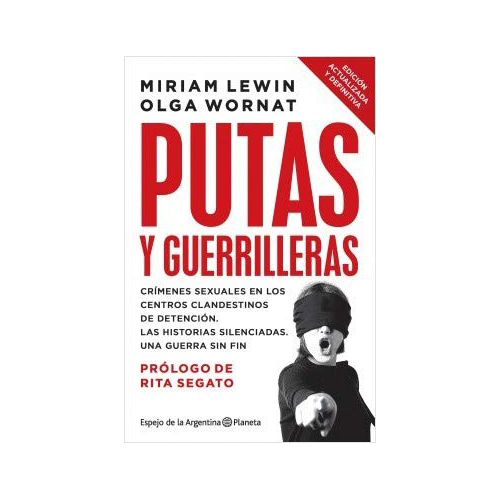 EDICIÓN
ACTUALIZADA
Y DEFINITIVA
MIRIAM LEWIN
OLGA WORNAT
PUTAS
Y GUERRILLERAS
CRÍMENES SEXUALES EN LOS
CENTROS CLANDESTINOS
DE DETENCIÓN.
LAS HISTORIAS SILENCIADAS.
UNA GUERRA SIN FIN
PRÓLOGO DE
RITA SEGATO
Espejo de la Argentina Planeta